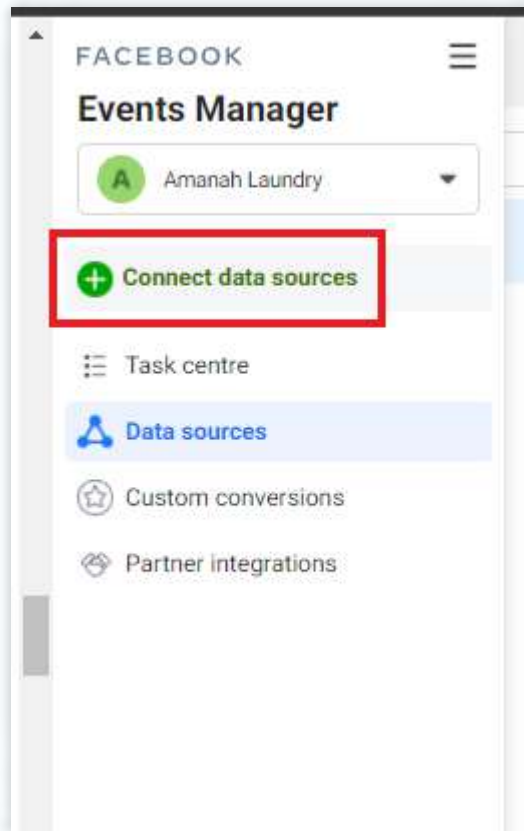 FACEBOOK
Events Manager
A Amanah Laundry
Connect data sources
Task centre
Data sources
Custom conversions
Partner integrations